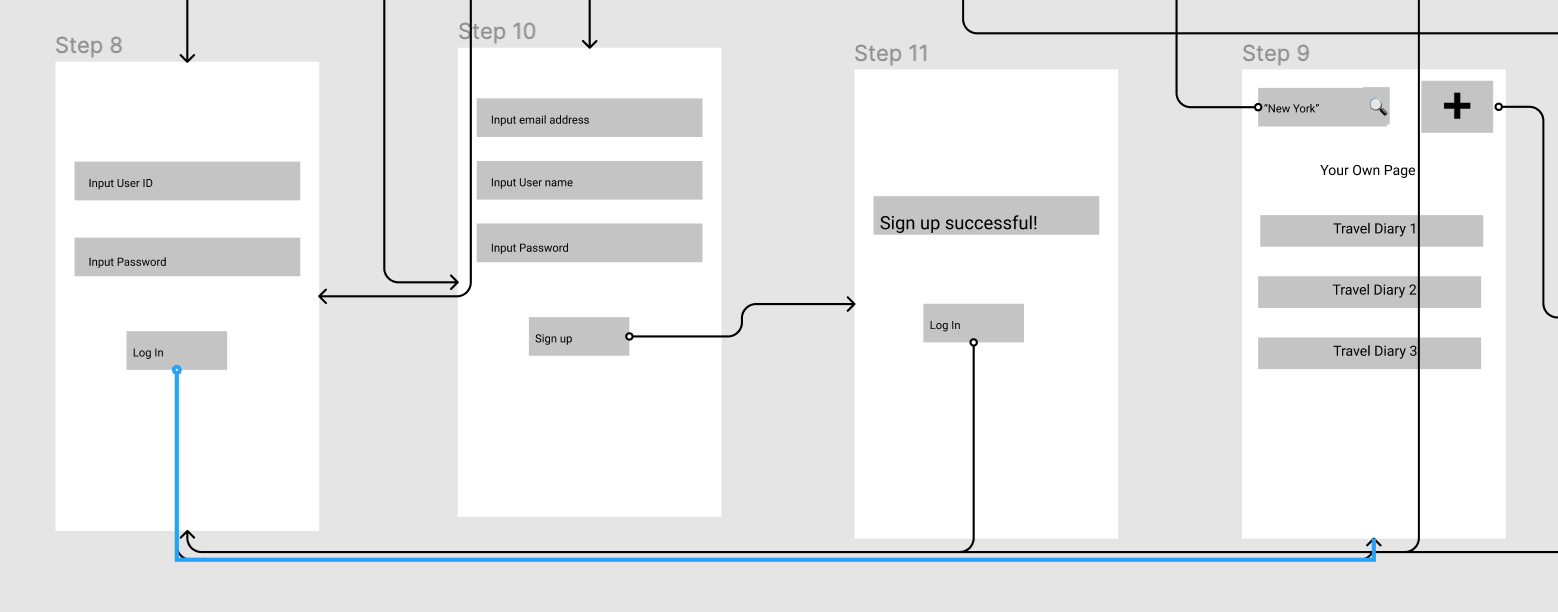 Step 8
Input User ID
Input Password
Log In
Step 10
Input email address
Input User name
Input Password
Sign up
Step 11
Sign up successful!
Log In
Step 9
“New York”
Your Own Page
Travel Diary 1
Travel Diary 2
Travel Diary 3